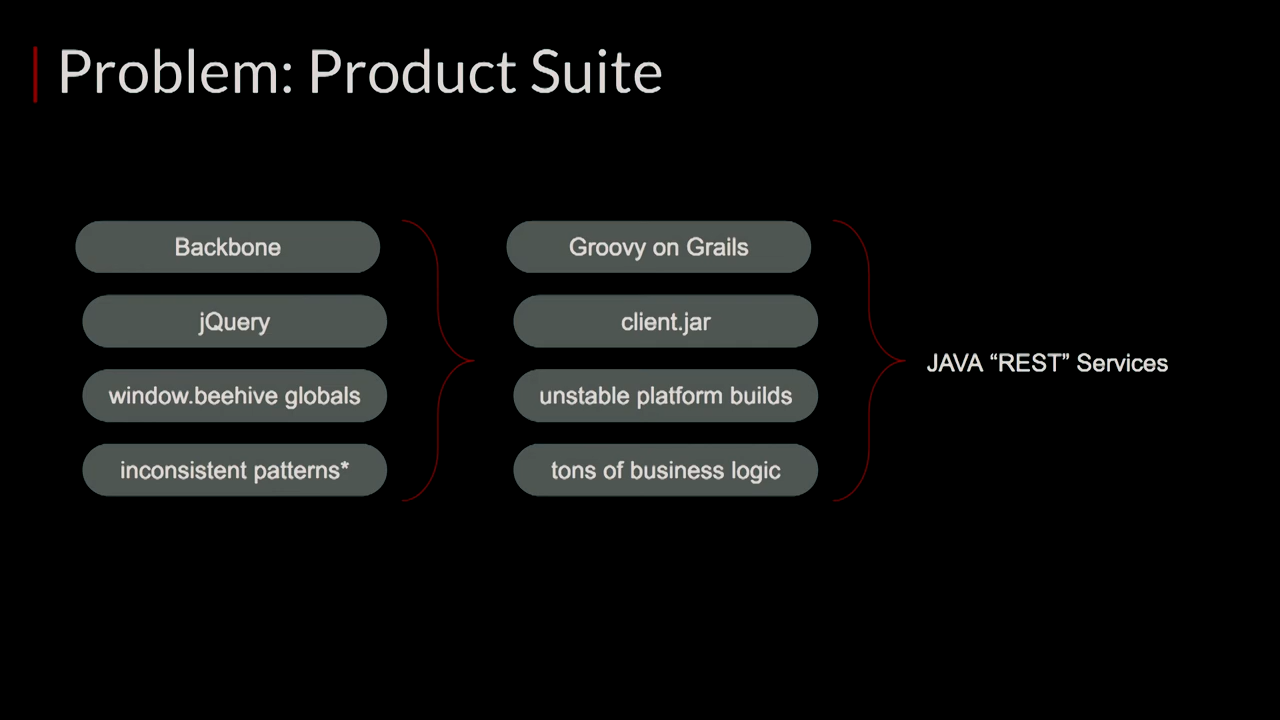 Problem: Product Suite
Backbone
jQuery
window.beehive globals
inconsistent patterns*
Groovy on Grails
client.jar
unstable platform builds
tons of business logic
JAVA “REST” Services